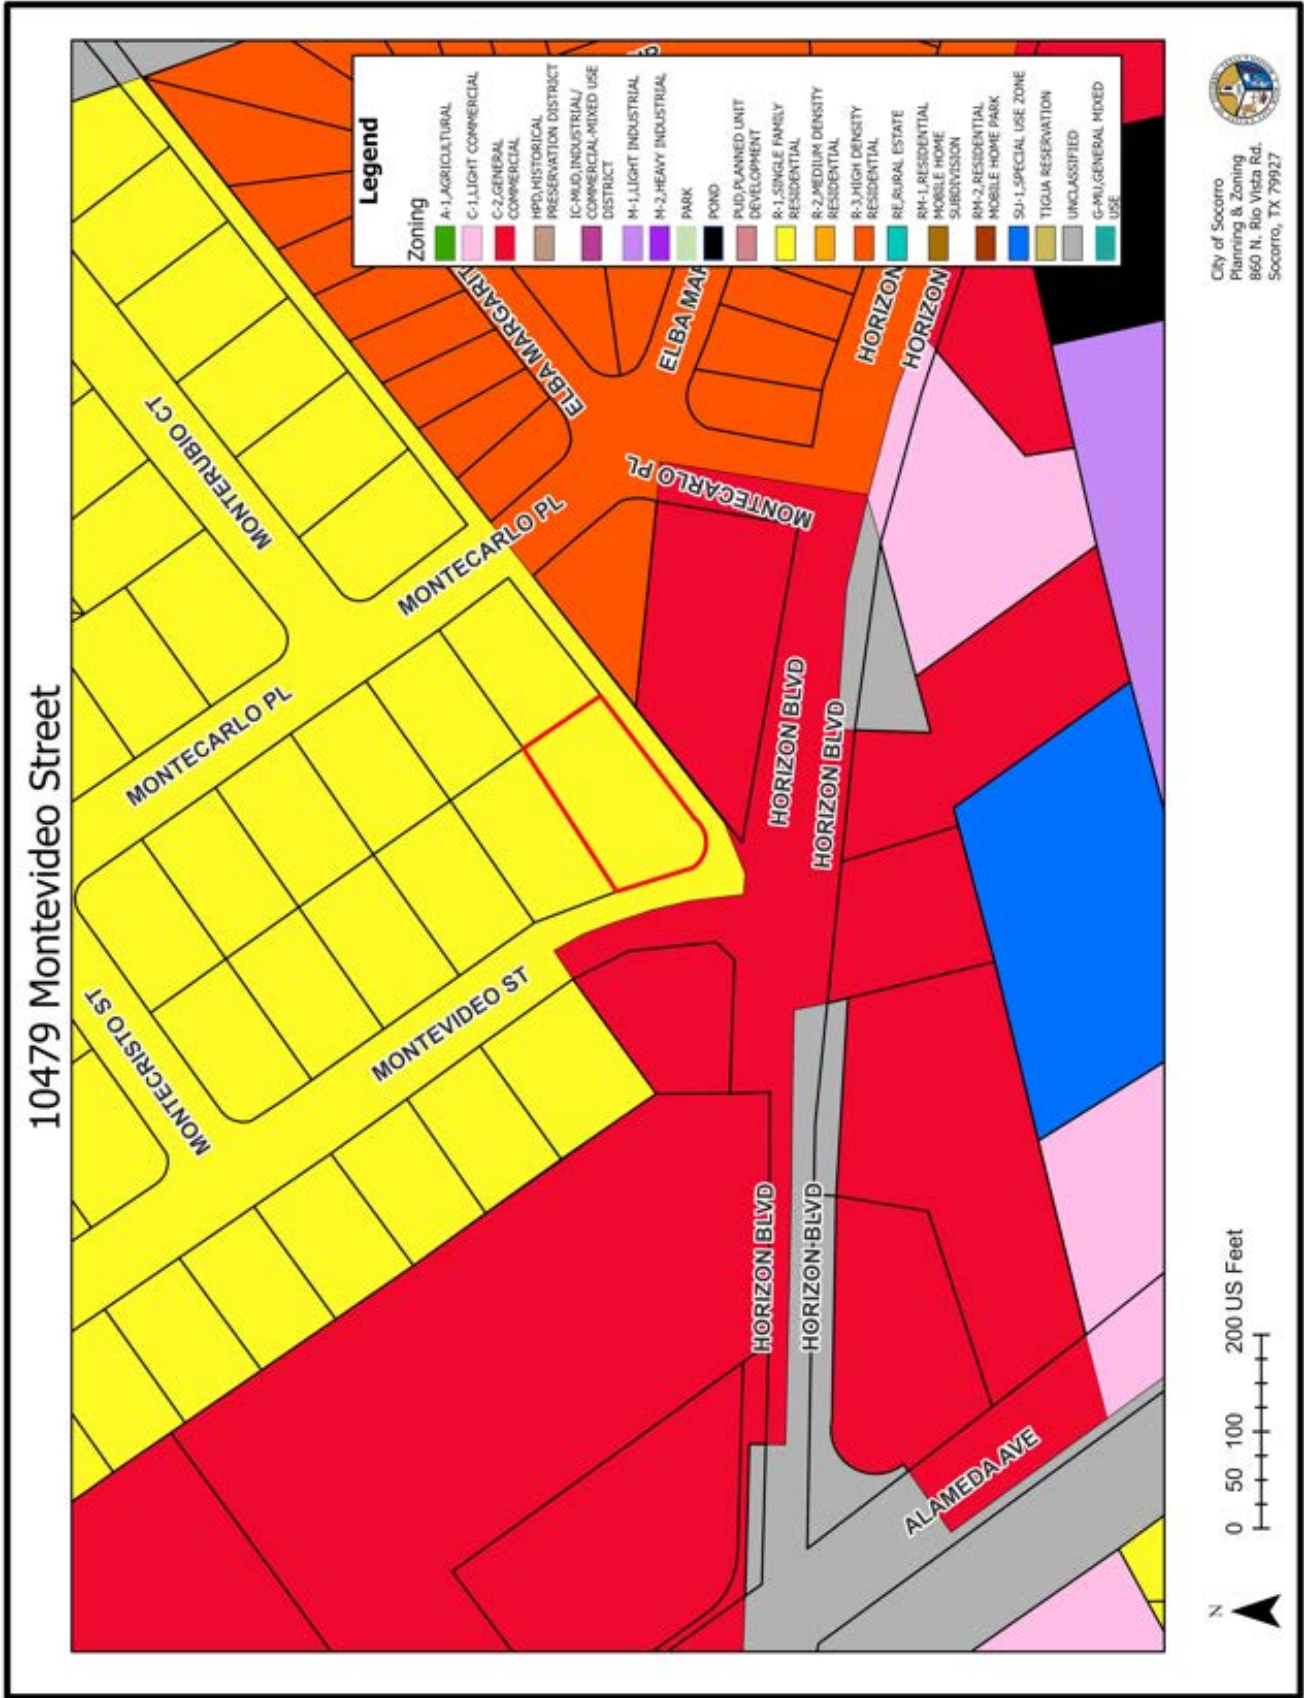 10479 Montevideo Street
MONTERUBIO CT
MONTECARLO PL
MONTECARLO PL
MONTECRISTO ST
MONTEVIDEO ST
MONTECARLO PL
ELBA MARGARIT
ELBA MAR
HORIZON
HORIZON
HORIZON BLVD
HORIZON BLVD
HORIZON BLVD
HORIZON BLVD
ALAMEDA AVE
Legend
Zoning
A-1,AGRICULTURAL
C-1,LIGHT COMMERCIAL
C-2,GENERAL
COMMERCIAL
HPD,HISTORICAL
PRESERVATION DISTRICT
IC-MUD,INDUSTRIAL/
COMMERCIAL-MIXED USE
DISTRICT
M-1,LIGHT INDUSTRIAL
M-2,HEAVY INDUSTRIAL
PARK
POND
PUD,PLANNED UNIT
DEVELOPMENT
R-1,SINGLE FAMILY
RESIDENTIAL
R-2,MEDIUM DENSITY
RESIDENTIAL
R-3,HIGH DENSITY
RESIDENTIAL
RE,RURAL ESTATE
RM-1,RESIDENTIAL
MOBILE HOME
SUBDIVISION
RM-2,RESIDENTIAL
MOBILE HOME PARK
SU-1,SPECIAL USE ZONE
TIGUA RESERVATION
UNCLASSIFIED
G-MU,GENERAL MIXED
USE
N
0 50 100 200 US Feet
City of Socorro
Planning & Zoning
860 N. Rio Vista Rd.
Socorro, TX 79927